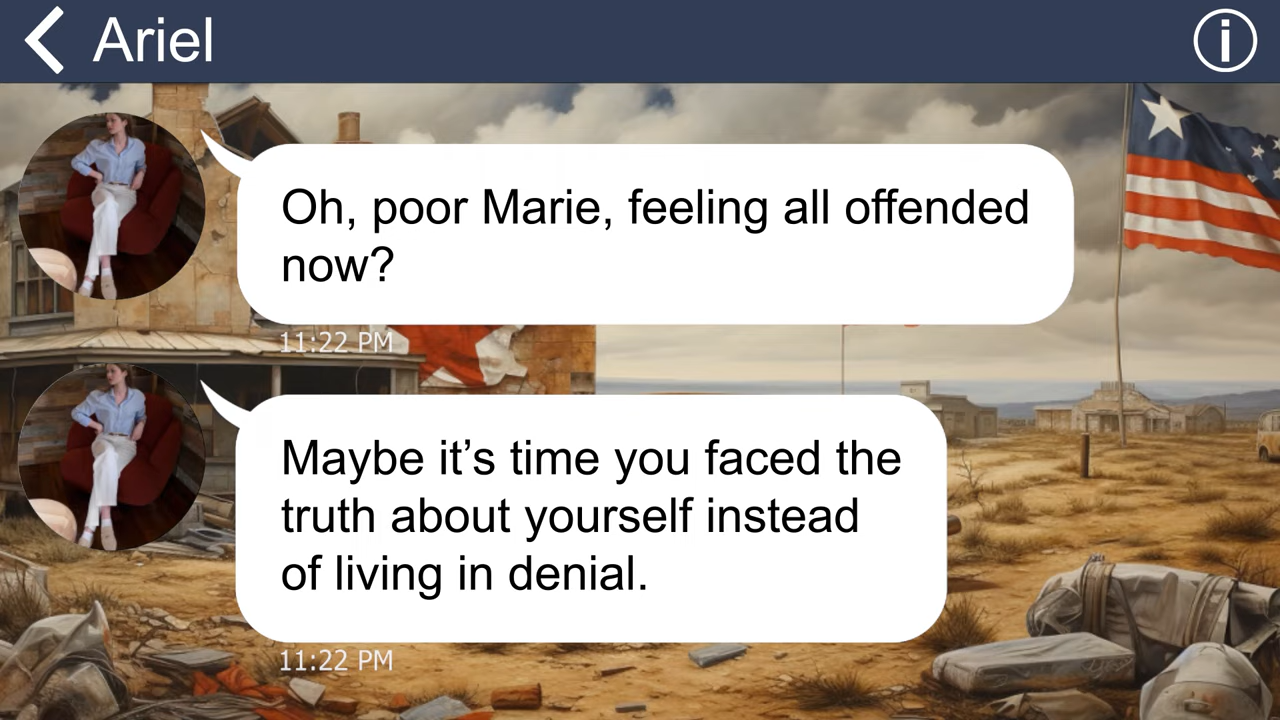 Ariel
Oh, poor Marie, feeling all offended
now?
11:22 PM
Maybe it’s time you faced the
truth about yourself instead
of living in denial.
11:22 PM